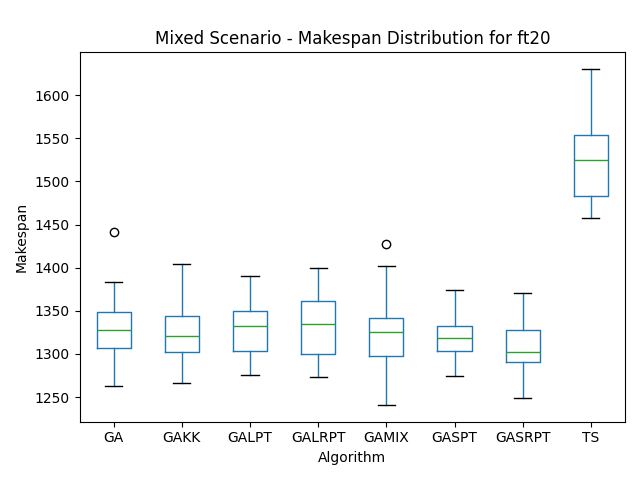 Mixed Scenario - Makespan Distribution for ft20
Makespan
1600
1550
1500
1450
1400
1350
1300
1250
GA GAKK GALPT GALRPT GAMIX GASPT GASRPT TS
Algorithm